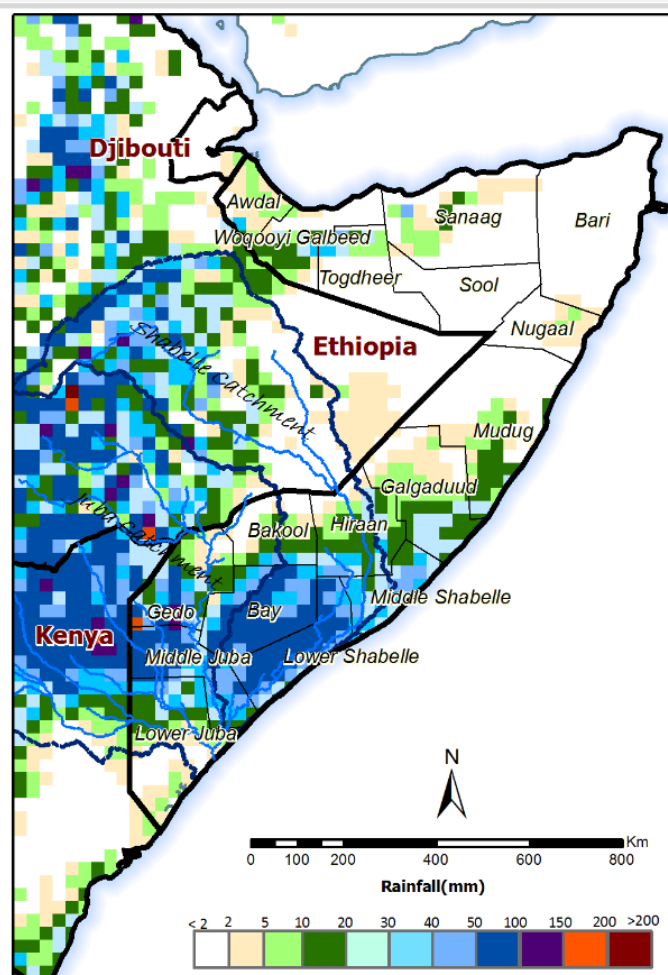 Djibouti
Awdal
Sanaag
Bari
Woqooyi Galbeed
Togdheer
Sool
Nugaal
Ethiopia
Shabelle Catchment
Mudug
Galgaduud
Juba Catchment
Bakool
Hiraan
Gedo
Bay
Middle Shabelle
Kenya
Middle Juba
Lower Shabelle
Lower Juba
N
Km
0 100 200 400 600 800
Rainfall(mm)
< 2 2 5 10 20 30 40 50 100 150 200 >200